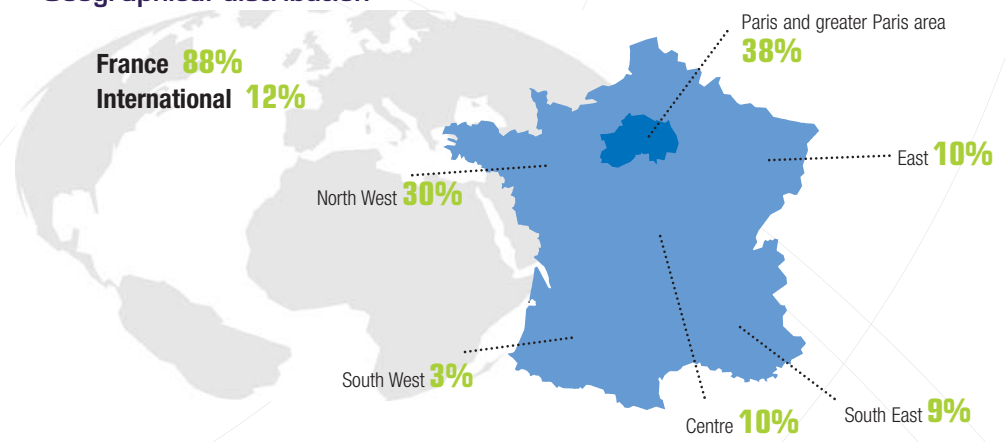 France 88%
International 12%
Paris and greater Paris area
38%
East 10%
North West 30%
South West 3%
Centre 10%
South East 9%